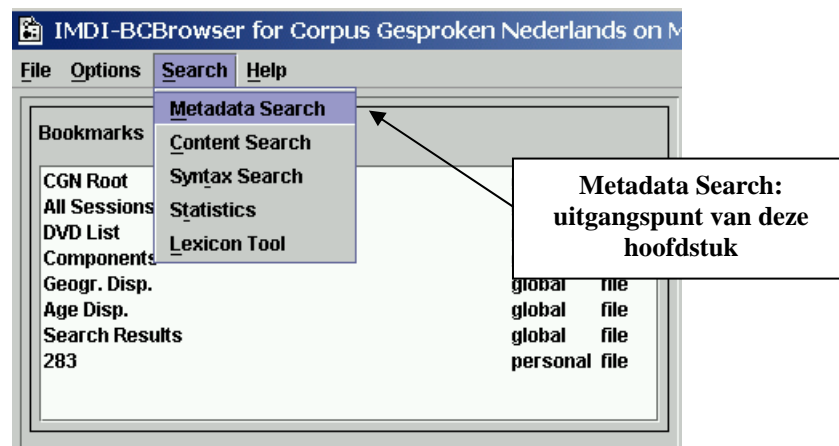 IMDI-BCBrowser for Corpus Gesproken Nederlands on
File Options Search Help
Metadata Search
Content Search
Syntax Search
Statistics
Lexicon Tool
Bookmarks
CGN Root
All Sessions
DVD List
Components
Geogr. Disp. global file
Age Disp. global file
Search Results global file
283 personal file
Metadata Search:
uitgangspunt van deze
hoofdstuk